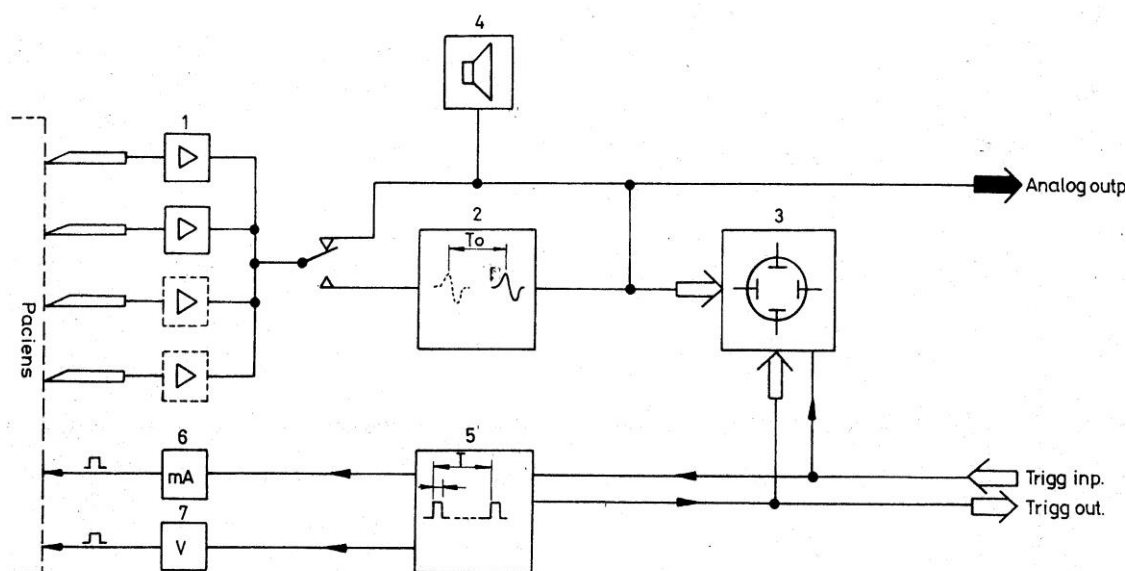 4
1
Analog outp
2
3
To
Paciens
6
5
T
mA
Trigg inp.
Trigg out.
7
V